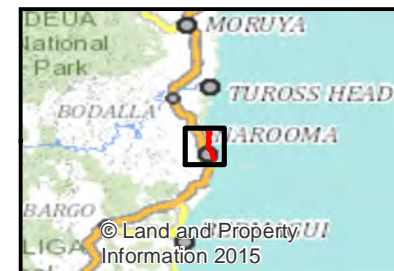 DEUA
National
Park
MORUYA
TUROSS HEAD
BODALLA
NAROOMA
BARGO
© Land and Property
Information 2015